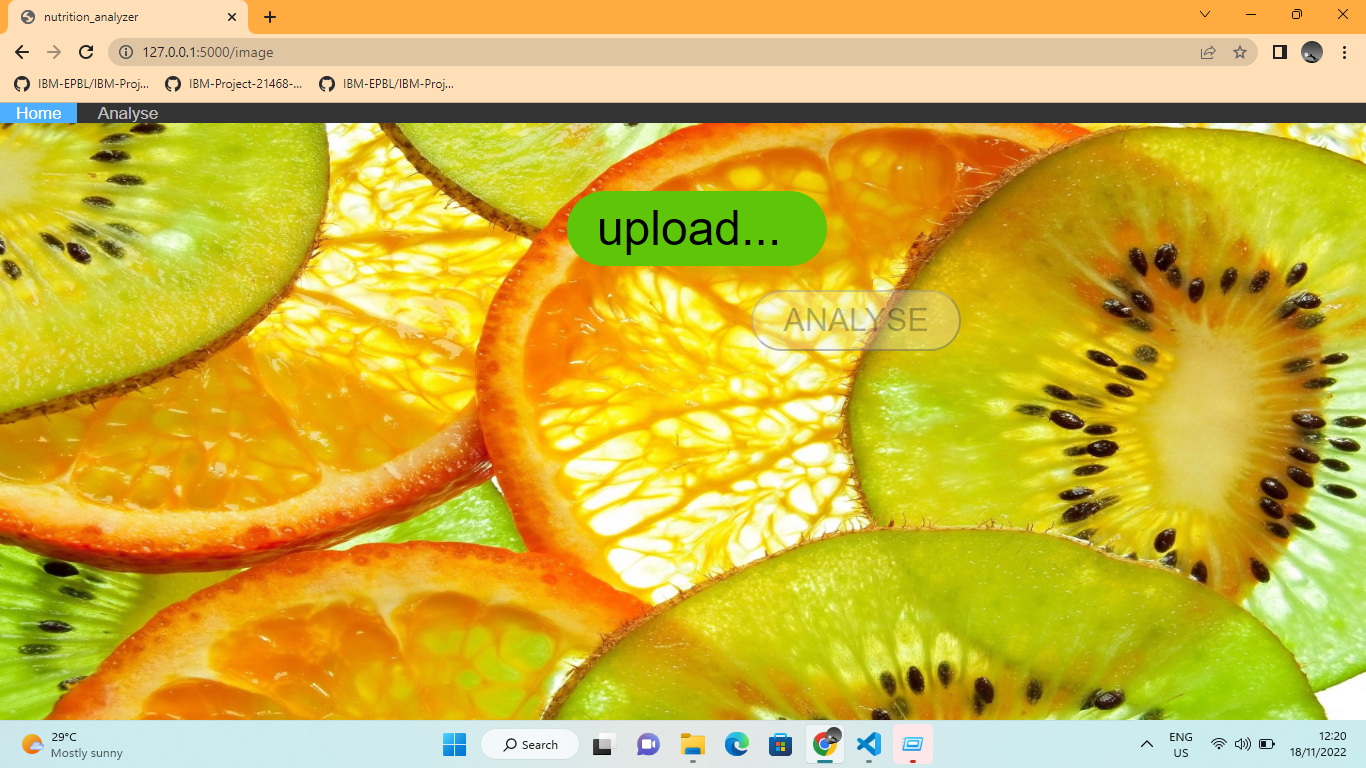 nutrition_analyzer
127.0.0.1:5000/image
IBM-EPBL/IBM-Proj... IBM-Project-21468-... IBM-EPBL/IBM-Proj...
Home Analyse
upload...
ANALYSE
29°C
Mostly sunny
Search
ENG
US
12:20
18/11/2022